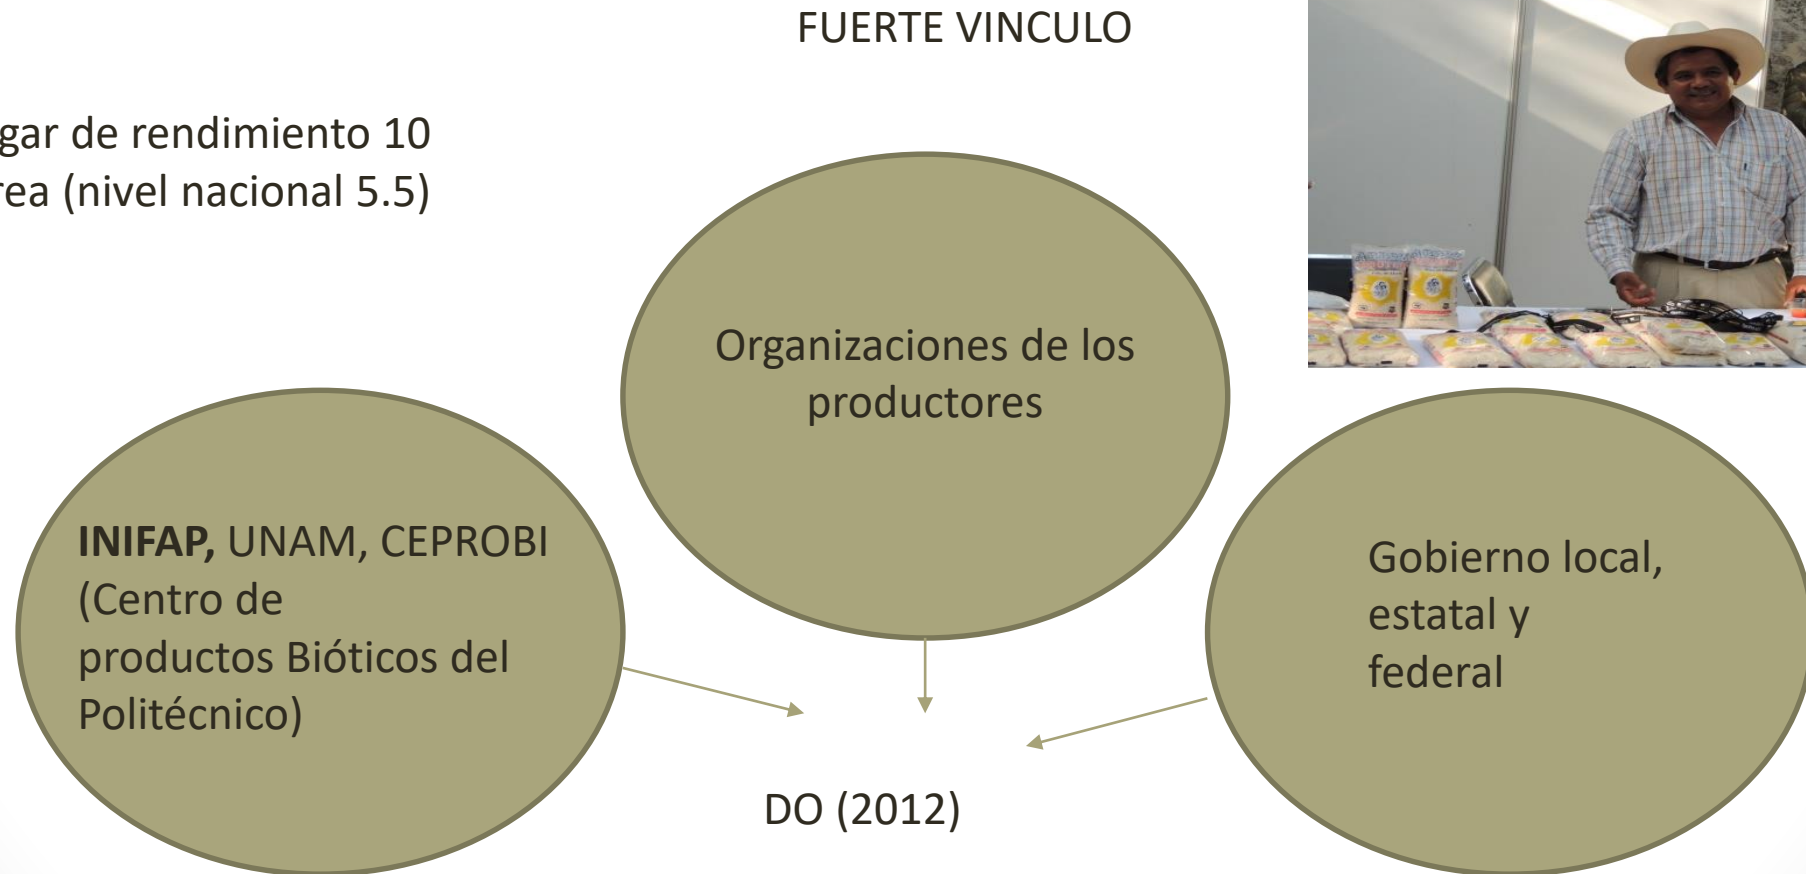 FUERTE VINCULO
gar de rendimiento 10
rea (nivel nacional 5.5)
Organizaciones de los
productores
INIFAP, UNAM, CEPROBI
(Centro de
productos Bióticos del
Politécnico)
Gobierno local,
estatal y
federal
DO (2012)